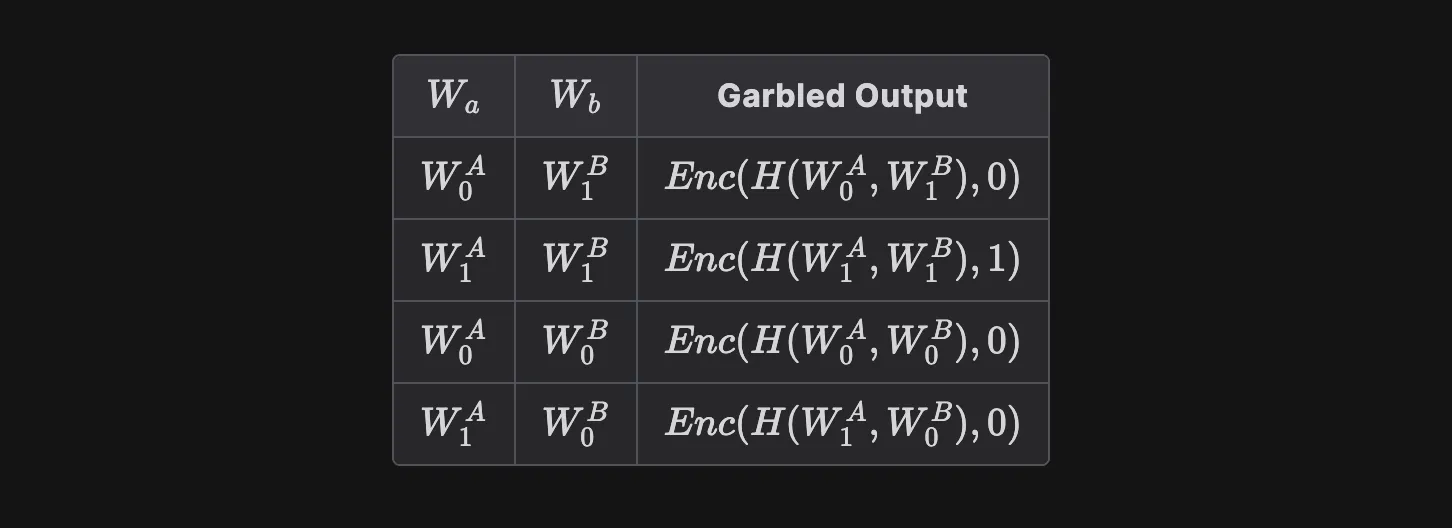 W_a W_b Garbled Output
W_0^A W_1^B Enc(H(W_0^A, W_1^B), 0)
W_1^A W_1^B Enc(H(W_1^A, W_1^B), 1)
W_0^A W_0^B Enc(H(W_0^A, W_0^B), 0)
W_1^A W_0^B Enc(H(W_1^A, W_0^B), 0)